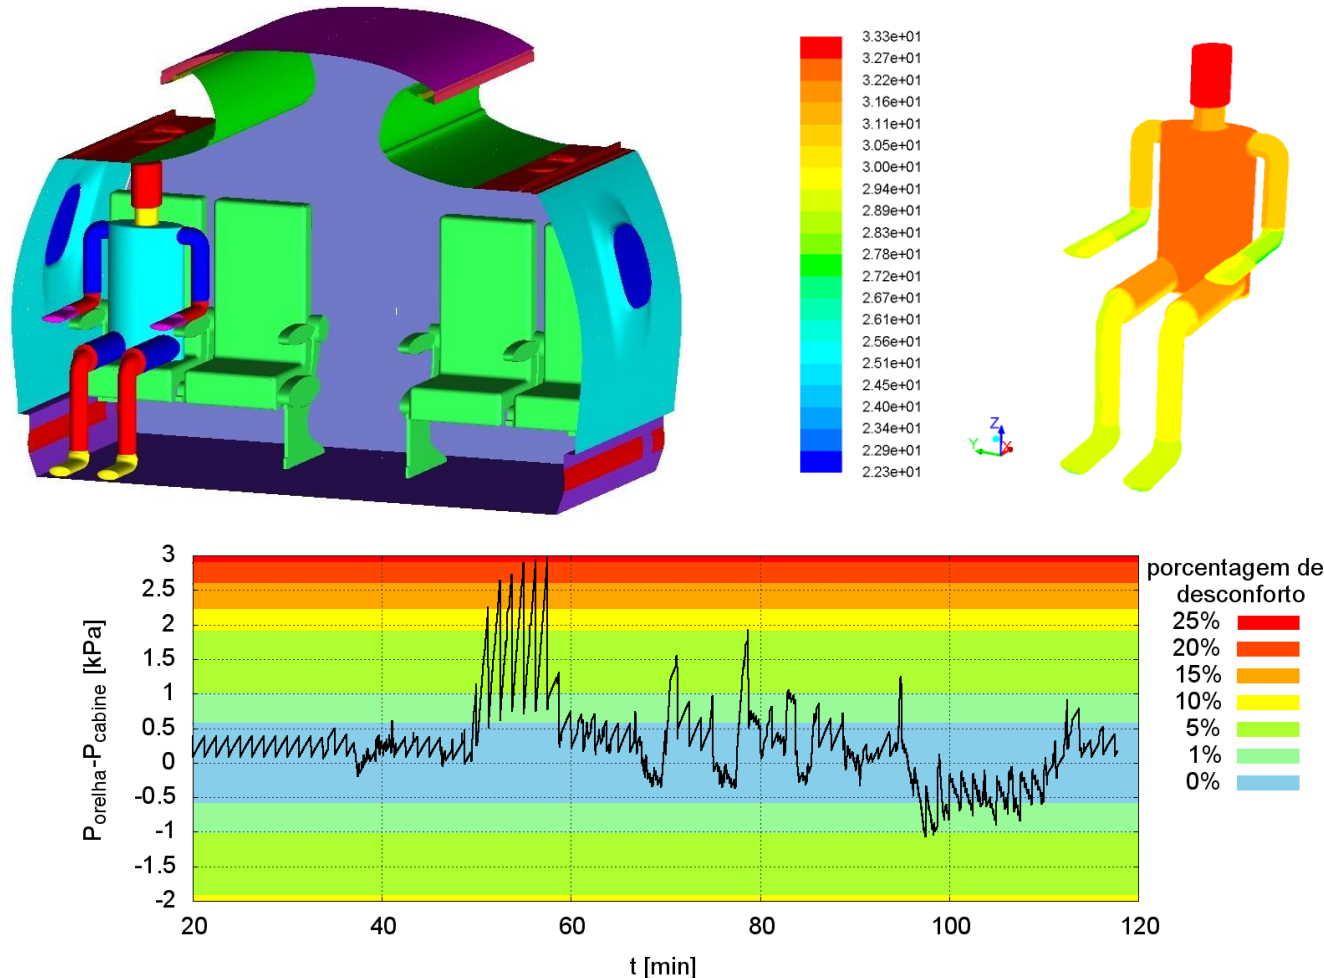 3.33e+01
3.27e+01
3.22e+01
3.16e+01
3.11e+01
3.05e+01
3.00e+01
2.94e+01
2.89e+01
2.83e+01
2.78e+01
2.72e+01
2.67e+01
2.61e+01
2.56e+01
2.51e+01
2.45e+01
2.40e+01
2.34e+01
2.29e+01
2.23e+01
Z
Y
X
3
2.5
2
1.5
1
0.5
0
-0.5
-1
-1.5
-2
Porelha-Pcabine [kPa]
20 40 60 80 100 120
t [min]
porcentagem de
desconforto
25%
20%
15%
10%
5%
1%
0%